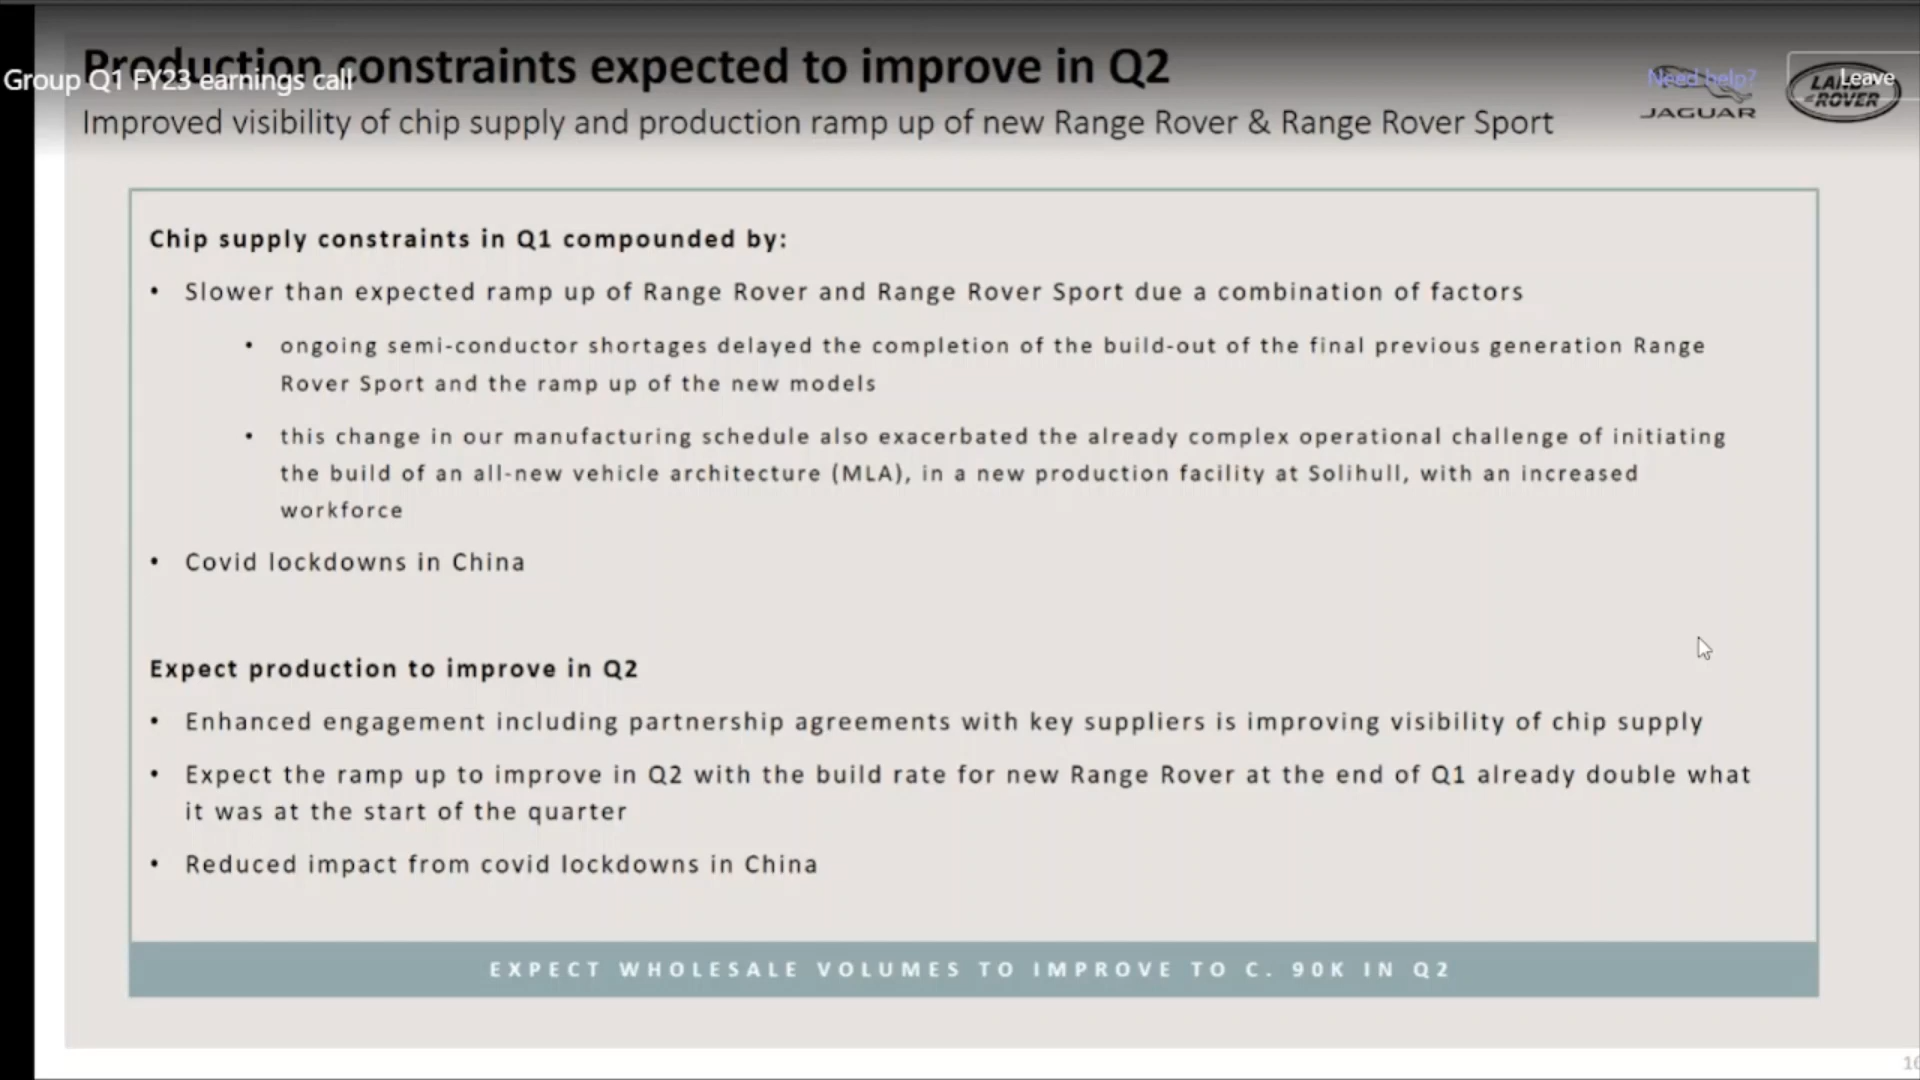 Production constraints expected to improve in Q2
Group Q1 FY23 earnings call
Need help?
Leave
JAGUAR
LAND
ROVER
Improved visibility of chip supply and production ramp up of new Range Rover & Range Rover Sport
Chip supply constraints in Q1 compounded by:
• Slower than expected ramp up of Range Rover and Range Rover Sport due a combination of factors
• ongoing semi-conductor shortages delayed the completion of the build-out of the final previous generation Range
Rover Sport and the ramp up of the new models
• this change in our manufacturing schedule also exacerbated the already complex operational challenge of initiating
the build of an all-new vehicle architecture (MLA), in a new production facility at Solihull, with an increased
workforce
• Covid lockdowns in China
Expect production to improve in Q2
• Enhanced engagement including partnership agreements with key suppliers is improving visibility of chip supply
• Expect the ramp up to improve in Q2 with the build rate for new Range Rover at the end of Q1 already double what
it was at the start of the quarter
• Reduced impact from covid lockdowns in China
EXPECT WHOLESALE VOLUMES TO IMPROVE TO C. 90K IN Q2